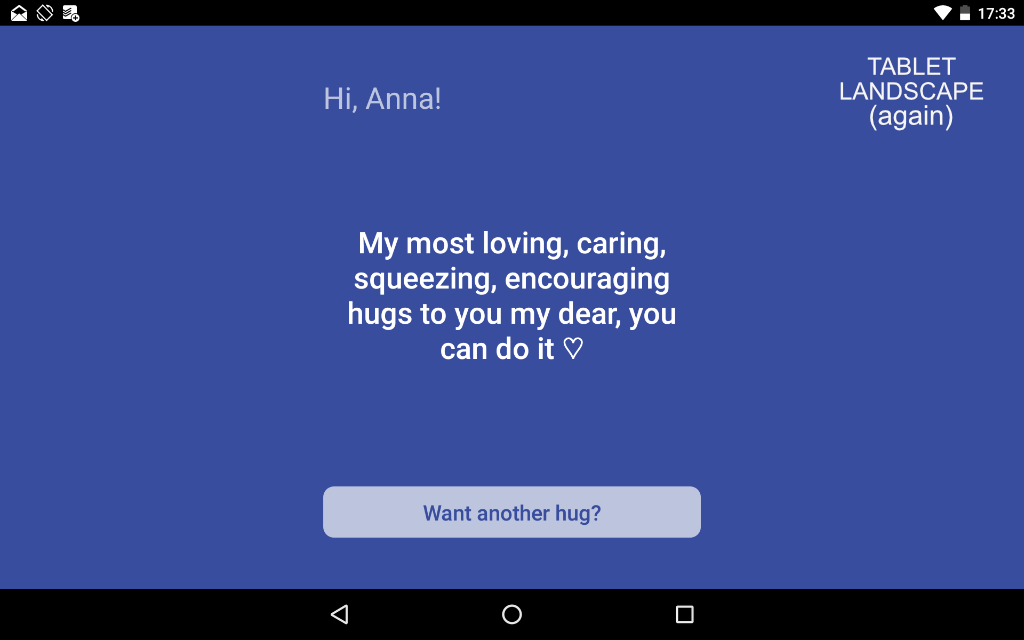 17:33
TABLET
LANDSCAPE
(again)
Hi, Anna!
My most loving, caring,
squeezing, encouraging
hugs to you my dear, you
can do it ♡
Want another hug?